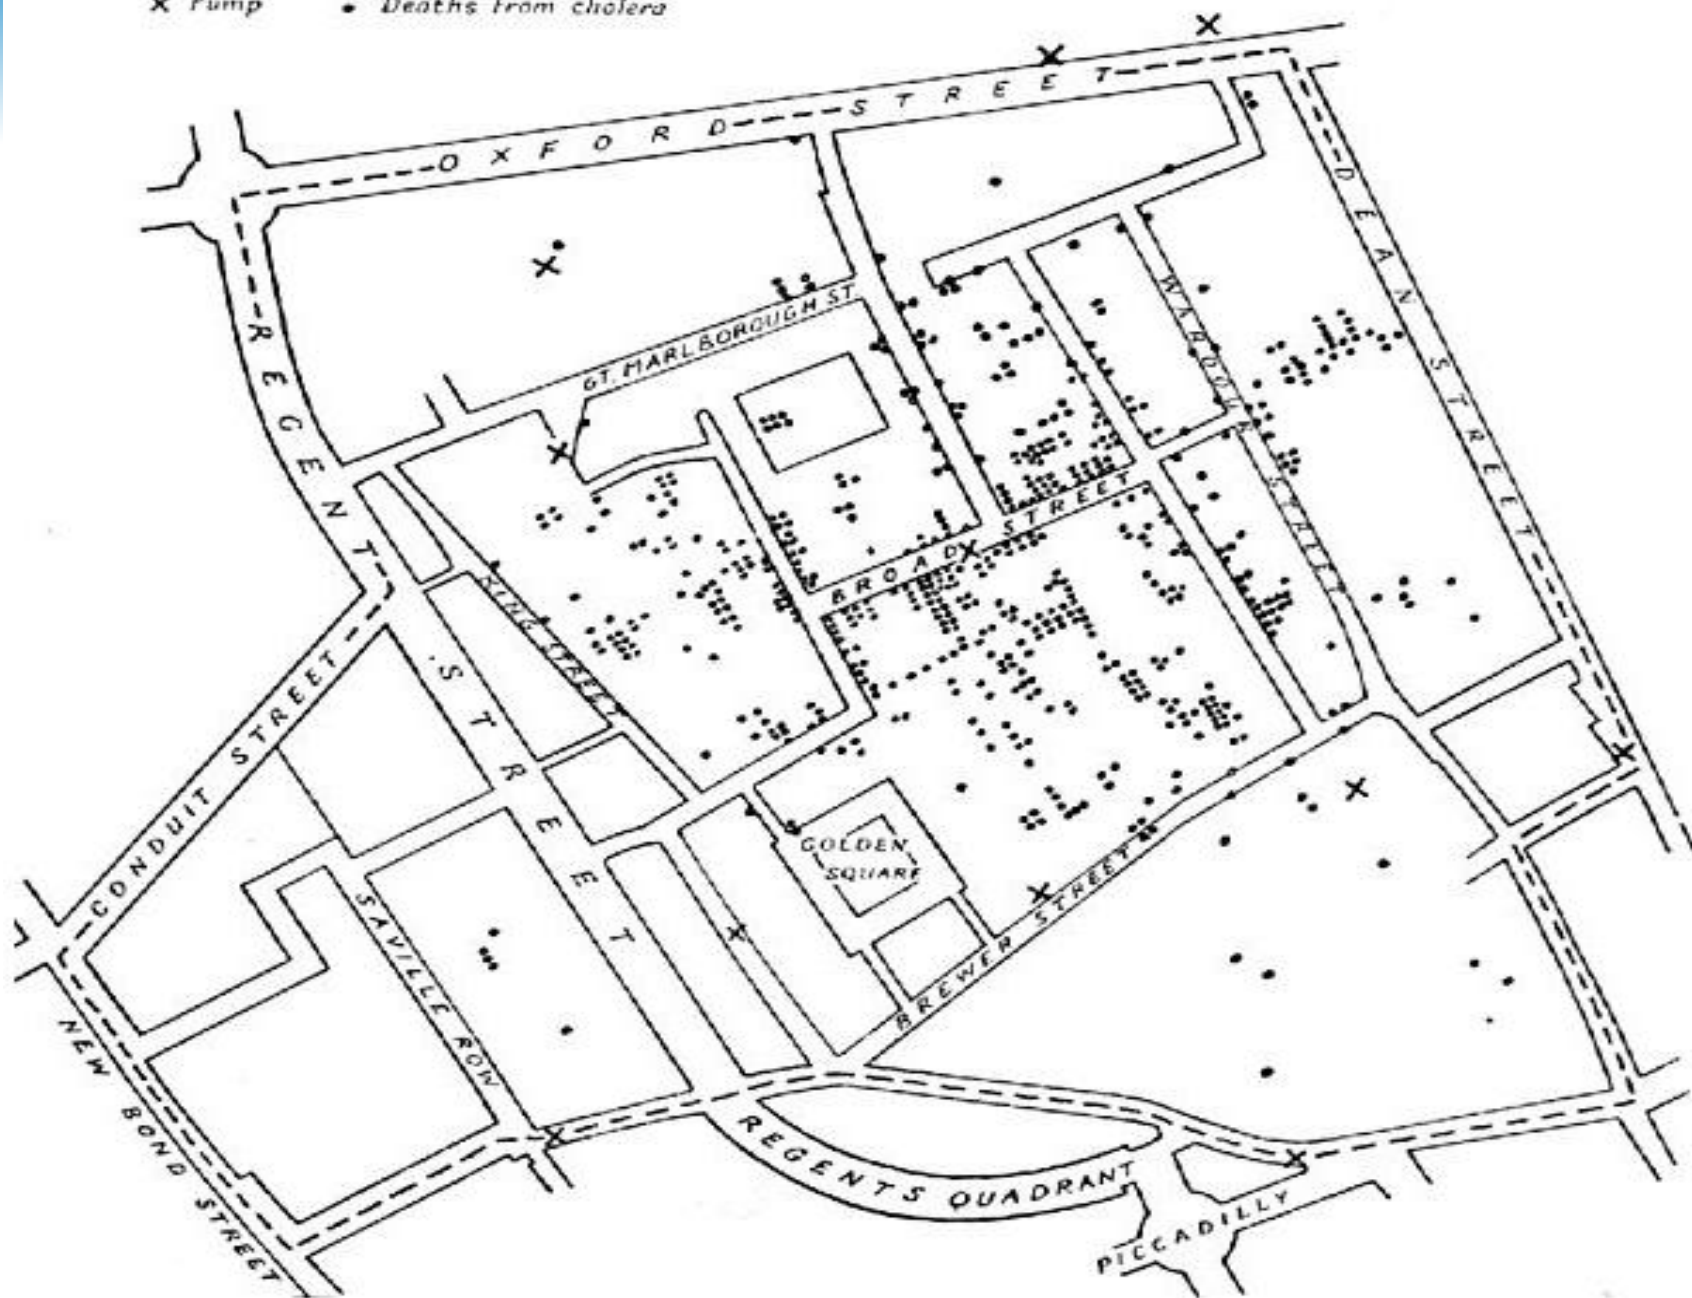 × Pump • Deaths from cholera
OXFORD STREET
DEAN STREET
REGENT STREET
GT. MARLBOROUGH ST.
WARDOUR STREET
BROAD STREET
KING STREET
CONDUIT STREET
GOLDEN
SQUARE
SAVILLE ROW
BREWER STREET
NEW BOND STREET
REGENTS QUADRANT
PICCADILLY